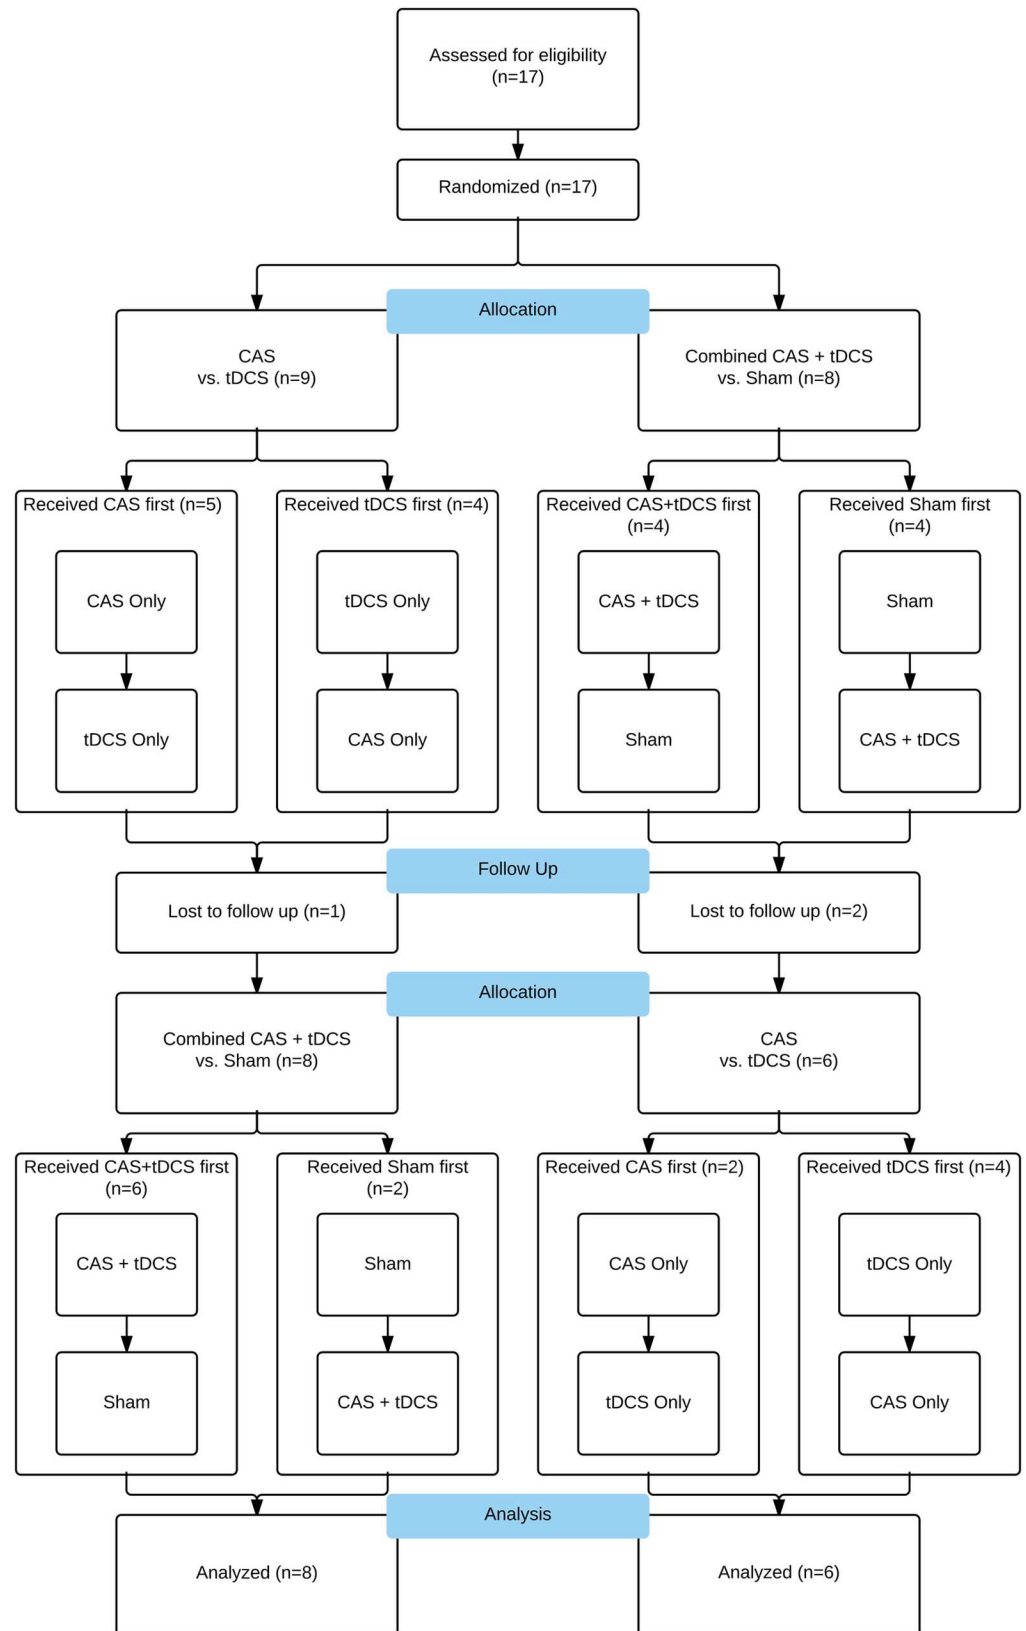 Assessed for eligibility
(n=17)
Randomized (n=17)
Allocation
CAS
vs. tDCS (n=9)
Combined CAS + tDCS
vs. Sham (n=8)
Received CAS first (n=5)
CAS Only
tDCS Only
Received tDCS first (n=4)
tDCS Only
CAS Only
Received CAS+tDCS first
(n=4)
CAS + tDCS
Sham
Received Sham first
(n=4)
Sham
CAS + tDCS
Follow Up
Lost to follow up (n=1)
Lost to follow up (n=2)
Allocation
Combined CAS + tDCS
vs. Sham (n=8)
CAS
vs. tDCS (n=6)
Received CAS+tDCS first
(n=6)
CAS + tDCS
Sham
Received Sham first
(n=2)
Sham
CAS + tDCS
Received CAS first (n=2)
CAS Only
tDCS Only
Received tDCS first (n=4)
tDCS Only
CAS Only
Analysis
Analyzed (n=8)
Analyzed (n=6)